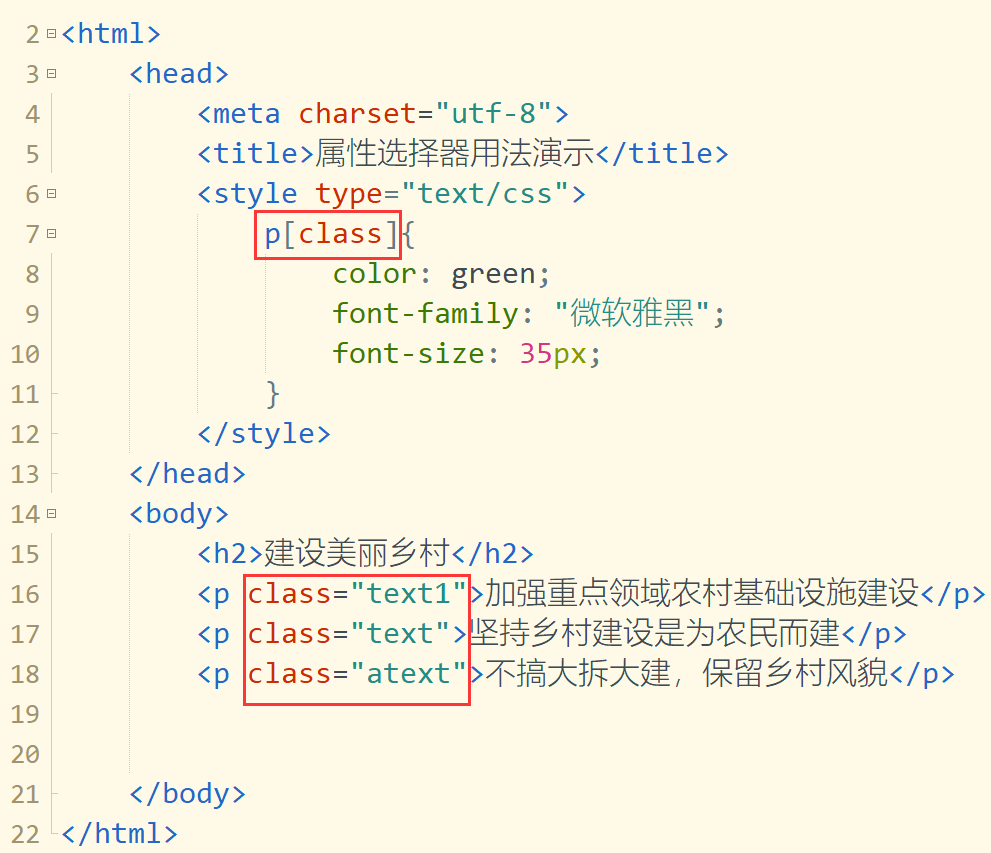 2 <html>
3 <head>
4 <meta charset="utf-8">
5 <title>属性选择器用法演示</title>
6 <style type="text/css">
7 p[class]{
8 color: green;
9 font-family: "微软雅黑";
10 font-size: 35px;
11 }
12 </style>
13 </head>
14 <body>
15 <h2>建设美丽乡村</h2>
16 <p class="text1">加强重点领域农村基础设施建设</p>
17 <p class="text">坚持乡村建设是为农民而建</p>
18 <p class="atext">不搞大拆大建，保留乡村风貌</p>
19
20
21 </body>
22 </html>